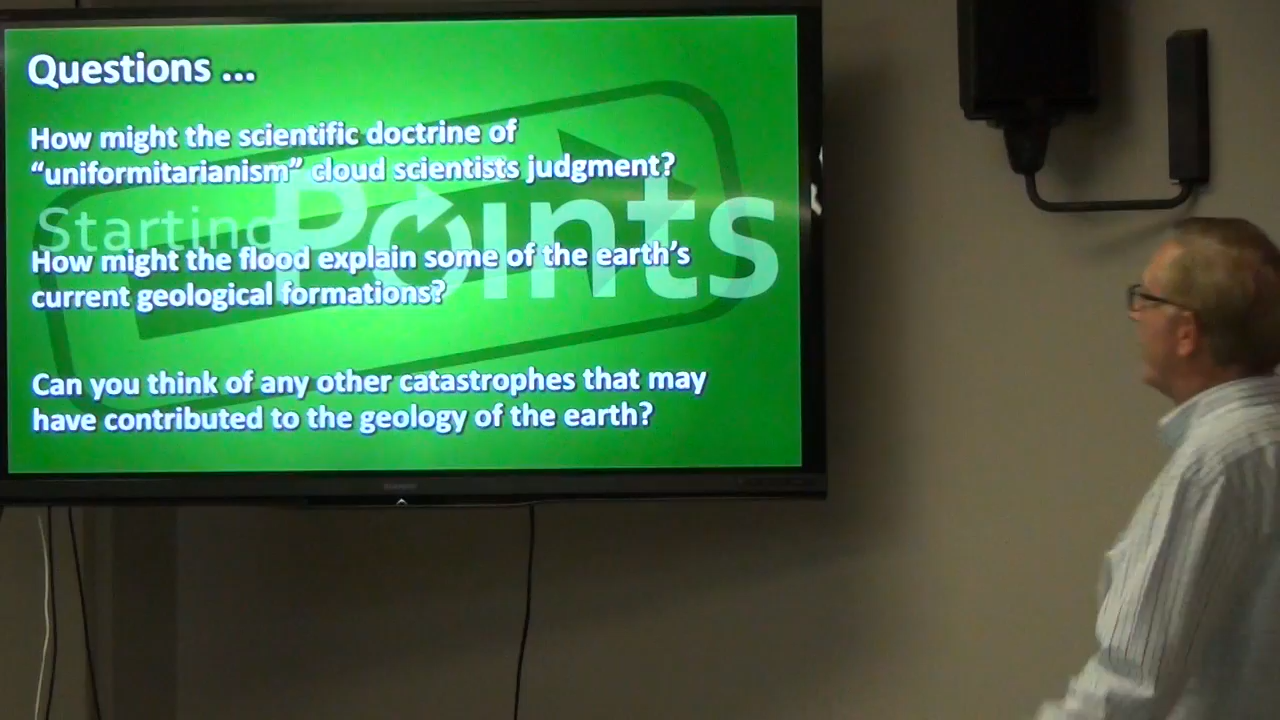 Questions ...
How might the scientific doctrine of
“uniformitarianism” cloud scientists judgment?
Starting Points
How might the flood explain some of the earth’s
current geological formations?
Can you think of any other catastrophes that may
have contributed to the geology of the earth?